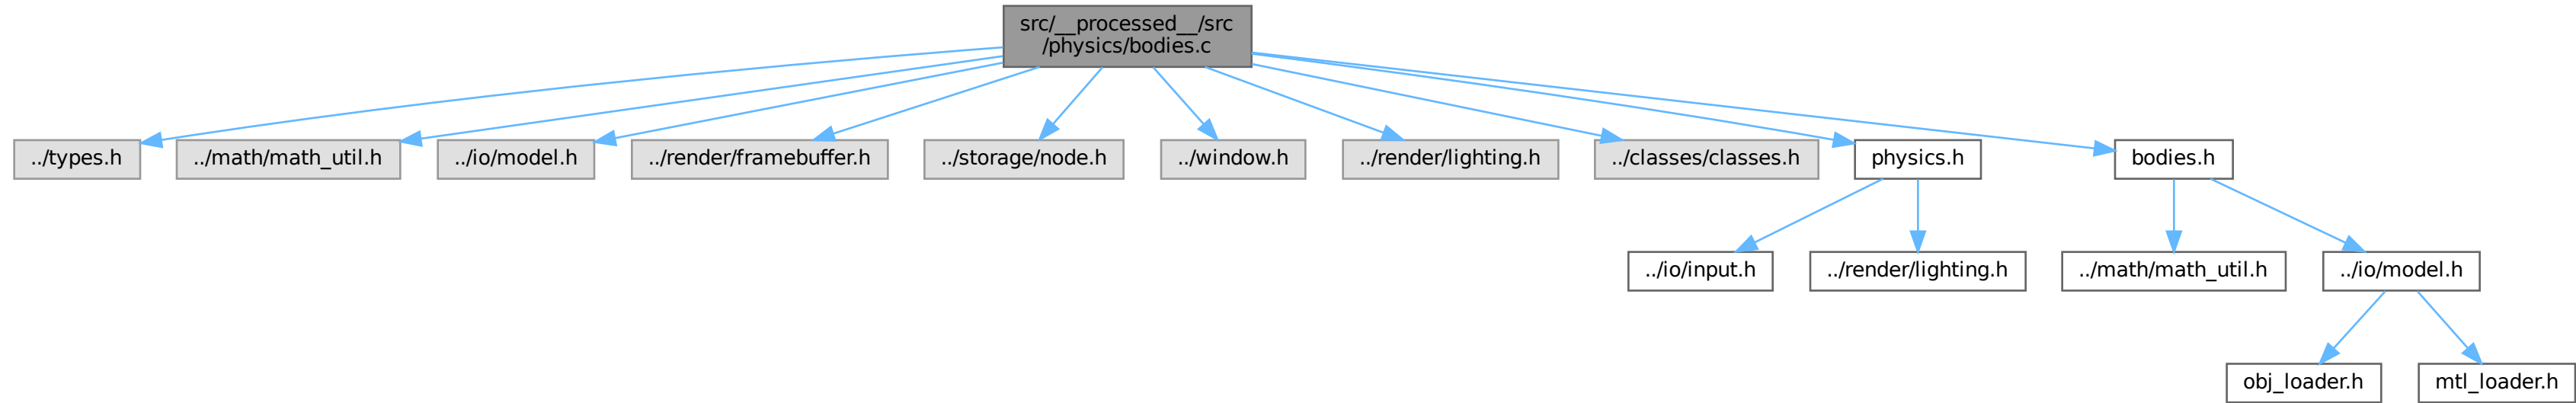 src/__processed__/src
/physics/bodies.c
../types.h
../math/math_util.h
../io/model.h
../render/framebuffer.h
../storage/node.h
../window.h
../render/lighting.h
../classes/classes.h
physics.h
bodies.h
../io/input.h
../render/lighting.h
../math/math_util.h
../io/model.h
obj_loader.h
mtl_loader.h